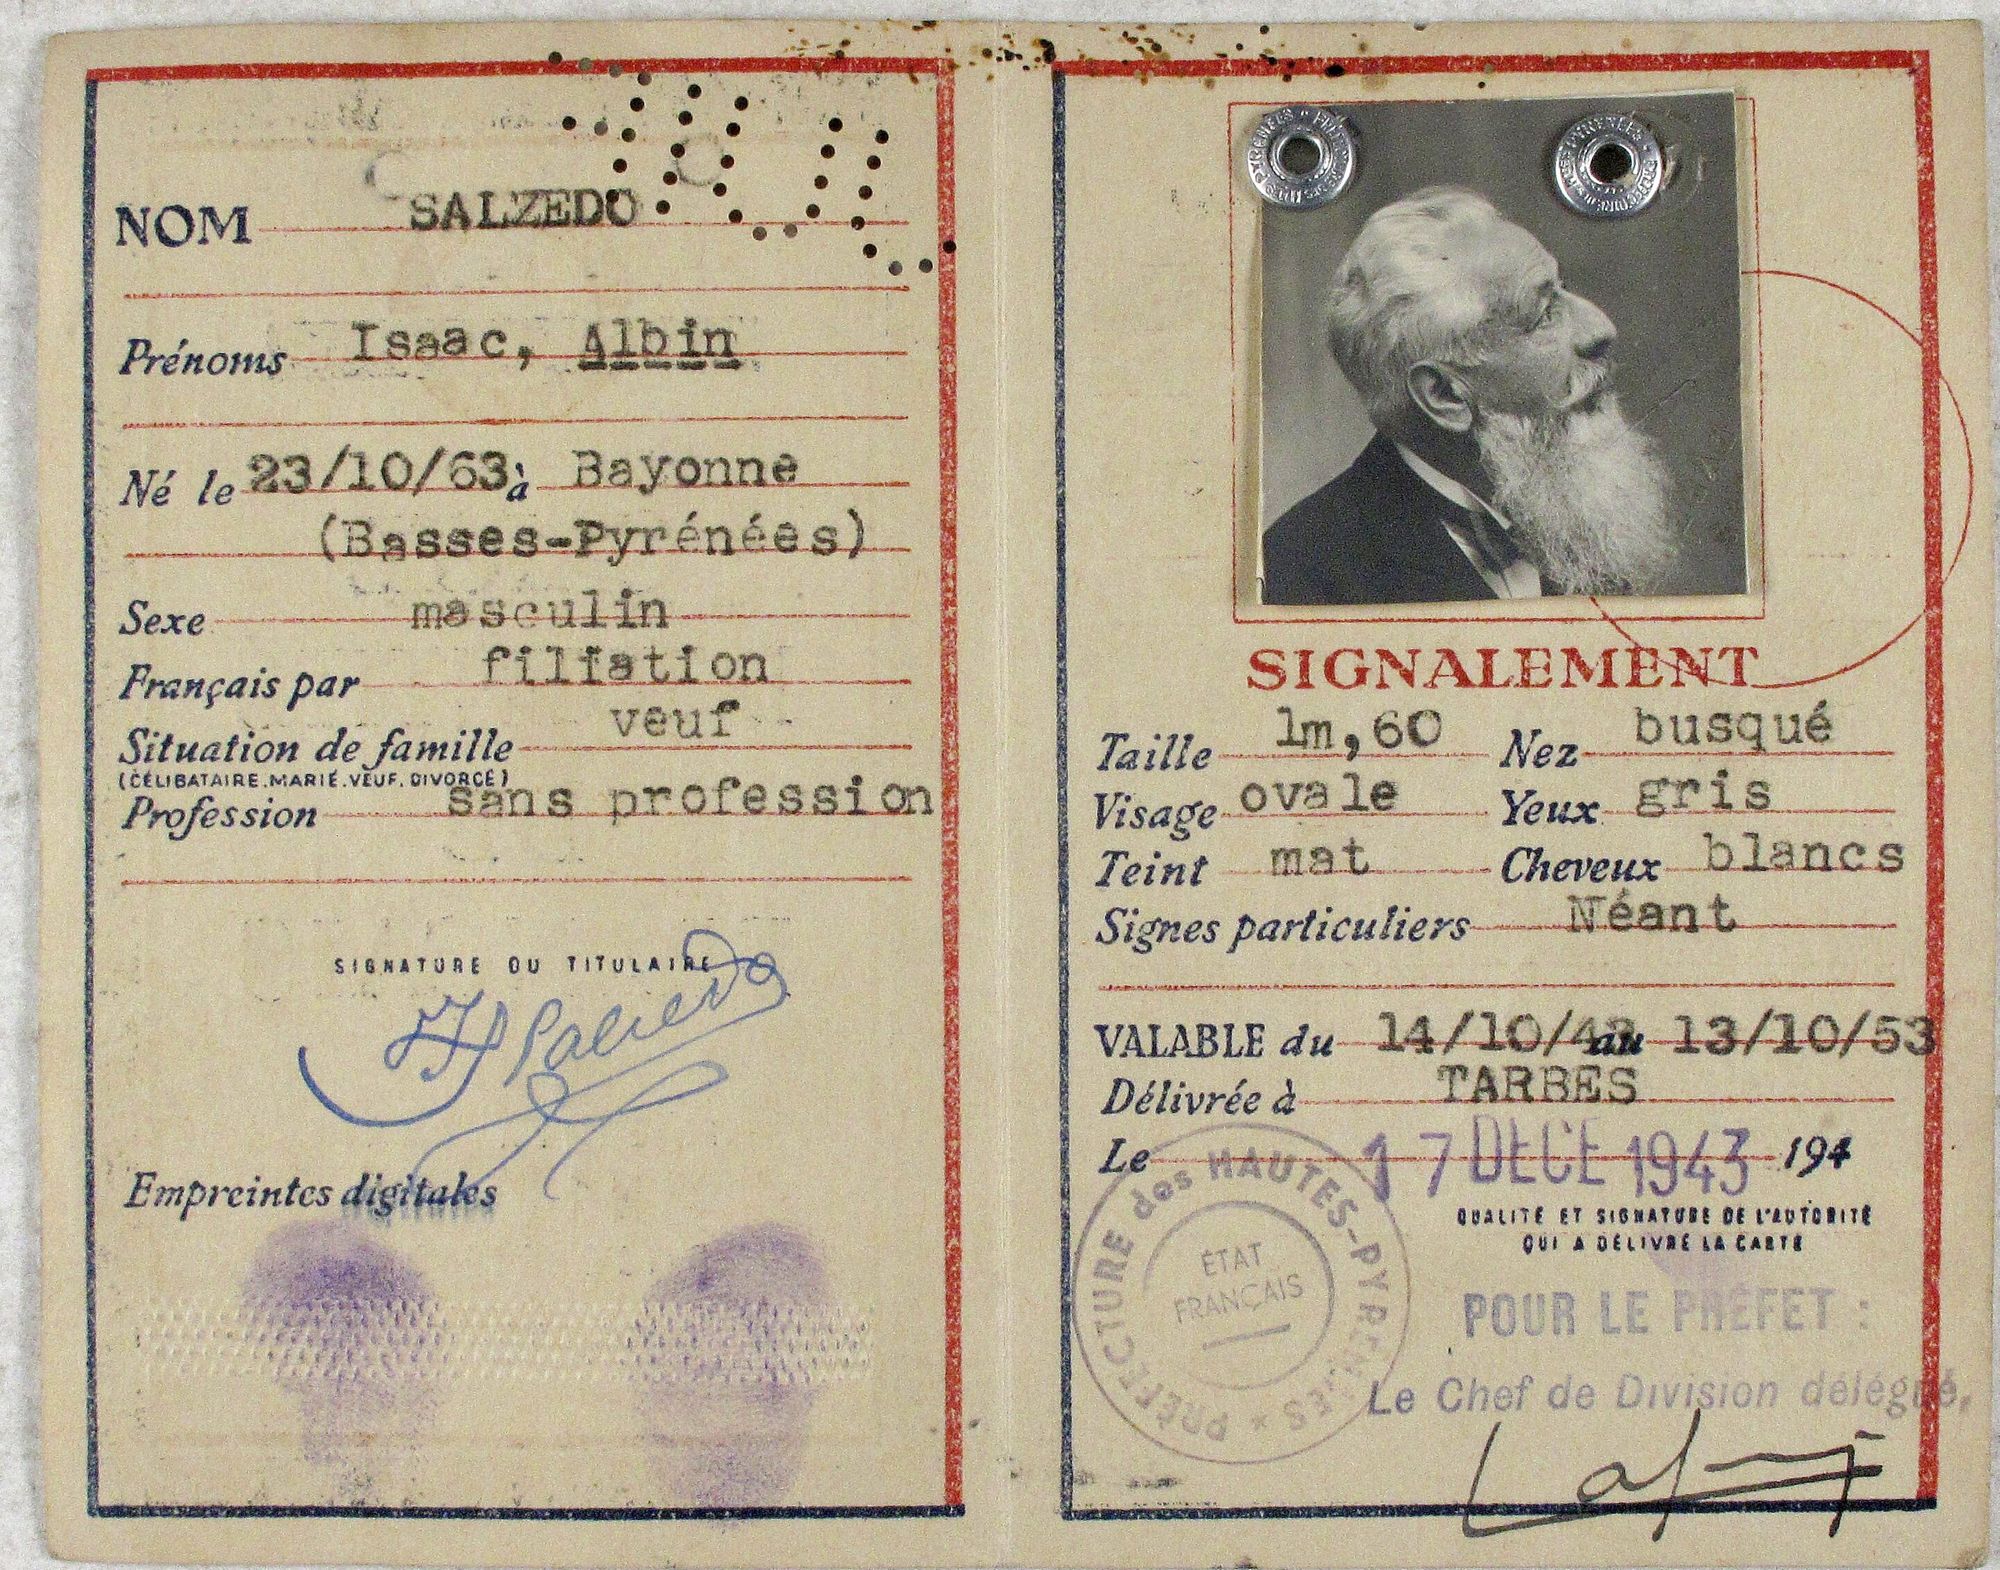 NOM SALZEDO
Prénoms Isaac, Albin
Né le 23/10/63 à Bayonne
(Basses-Pyrénées)
Sexe masculin
Français par filiation
Situation de famille veuf
(CÉLIBATAIRE.MARIÉ.VEUF.DIVORCÉ)
Profession sans profession
SIGNATURE DU TITULAIRE
Salzedo
Empreintes digitales
SIGNALEMENT
Taille 1m,60 Nez busqué
Visage ovale Yeux gris
Teint mat Cheveux blancs
Signes particuliers Néant
VALABLE du 14/10/43 au 13/10/53
Délivrée à TARBES
Le 17 DECE 1943 194
QUALITÉ ET SIGNATURE DE L'AUTORITÉ
QUI A DÉLIVRÉ LA CARTE
PRÉFECTURE des HAUTES-PYRÉNÉES
ÉTAT
FRANÇAIS
POUR LE PRÉFET :
Le Chef de Division délégué,